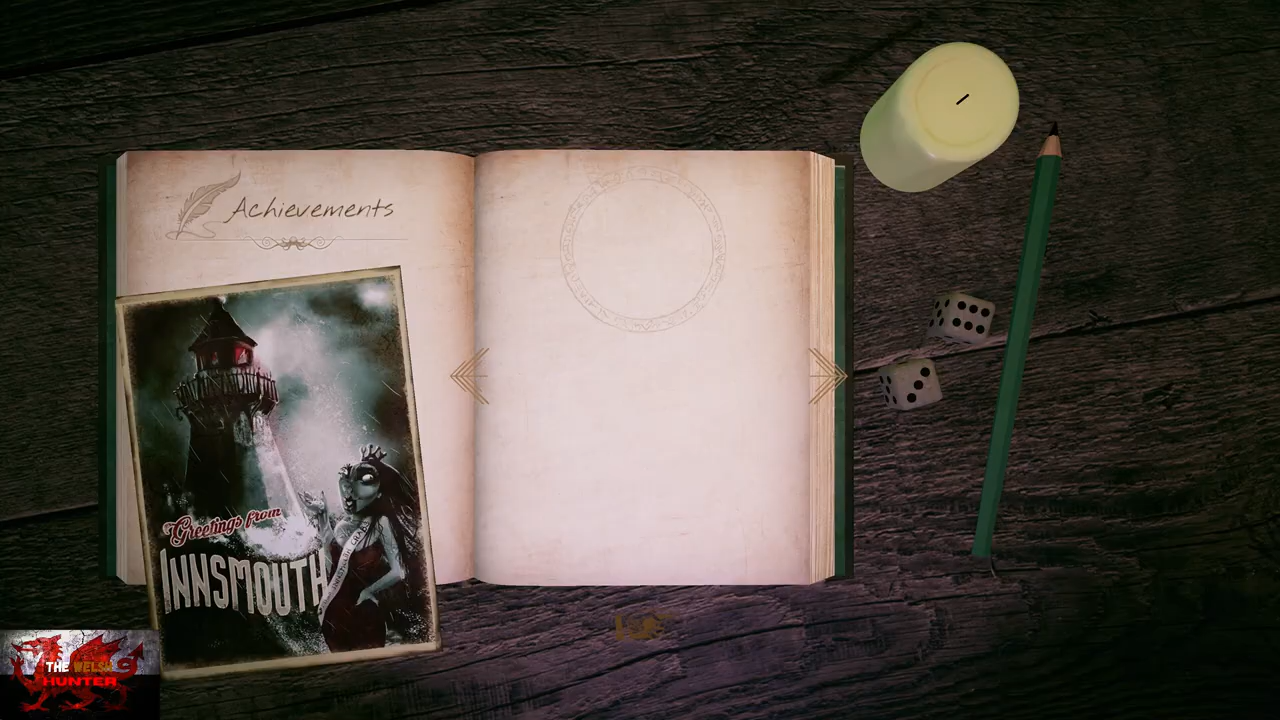 Achievements
Greetings from
INNSMOUTH
THE WELSH
HUNTER